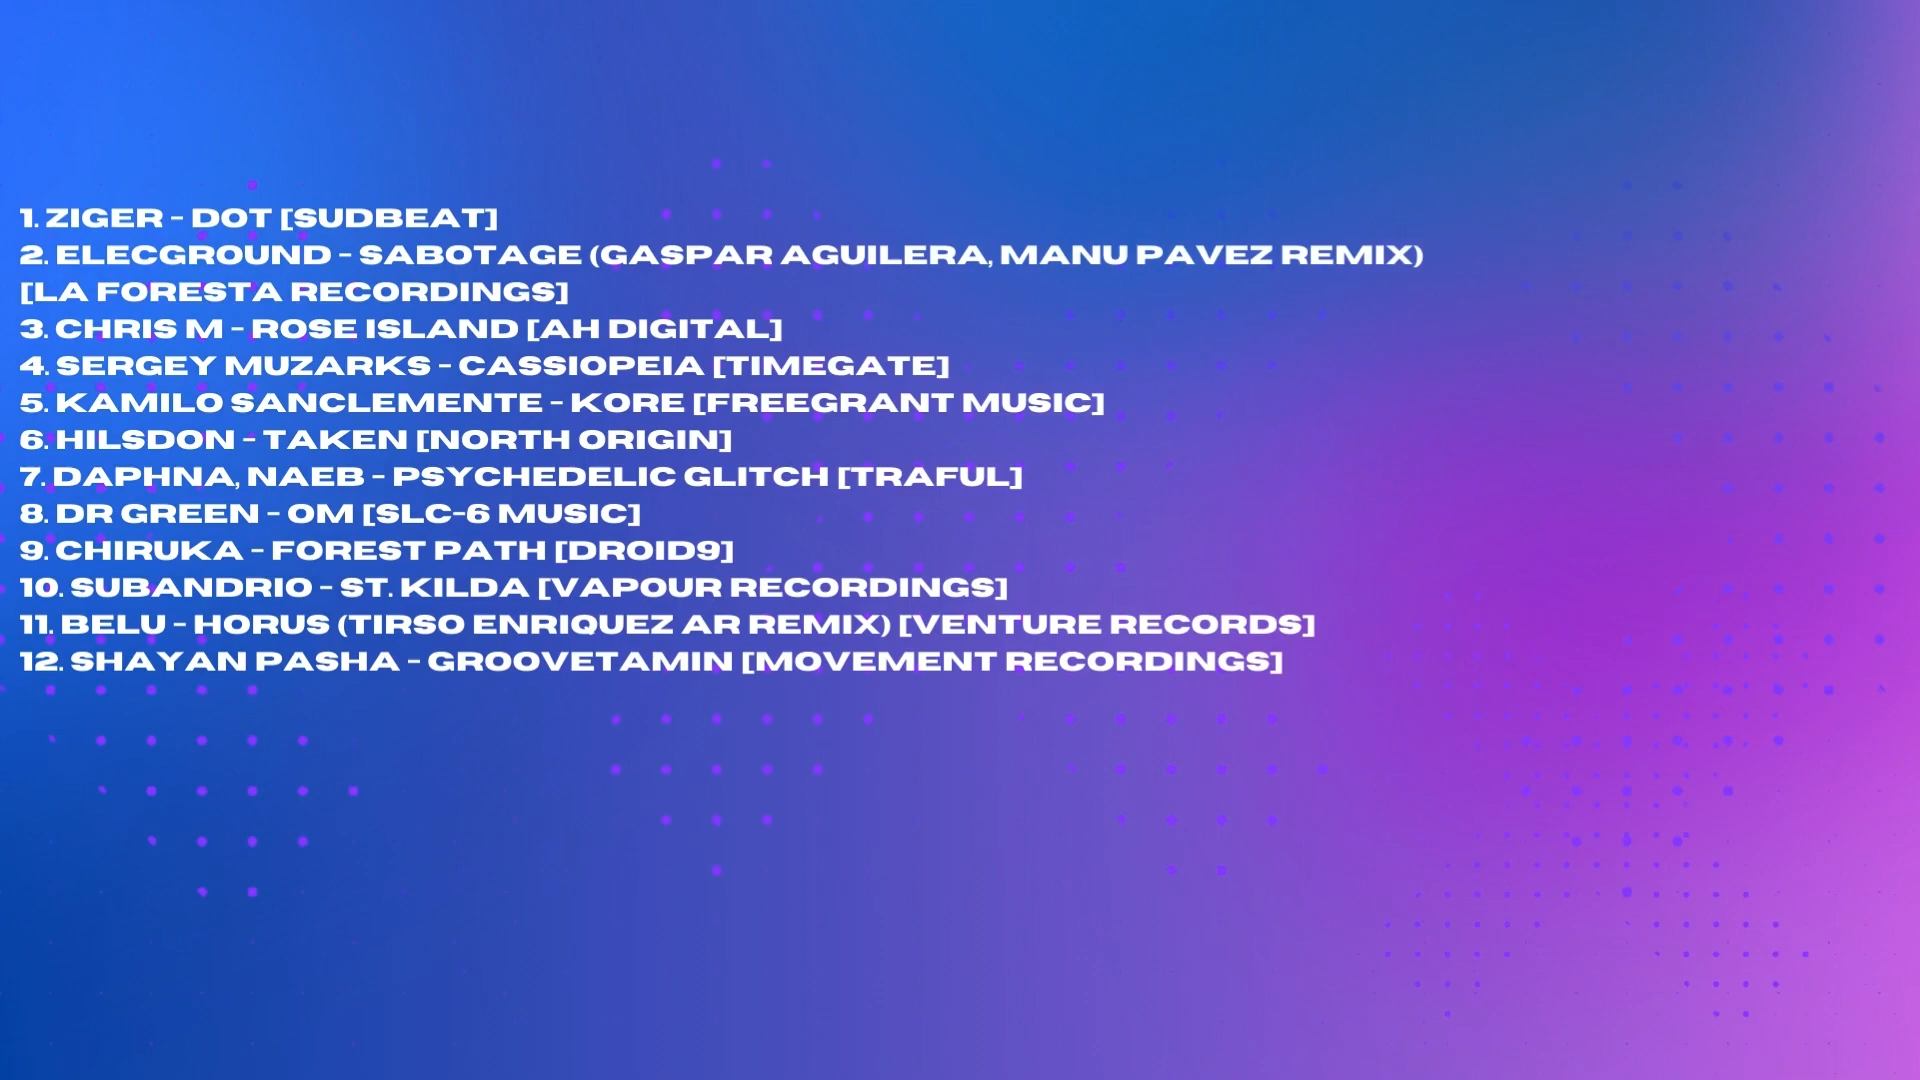 1. ZIGER - DOT [SUDBEAT]
2. ELECGROUND - SABOTAGE (GASPAR AGUILERA, MANU PAVEZ REMIX)
[LA FORESTA RECORDINGS]
3. CHRIS M - ROSE ISLAND [AH DIGITAL]
4. SERGEY MUZARKS - CASSIOPEIA [TIMEGATE]
5. KAMILO SANCLEMENTE - KORE [FREEGRANT MUSIC]
6. HILSDON - TAKEN [NORTH ORIGIN]
7. DAPHNA, NAEB - PSYCHEDELIC GLITCH [TRAFUL]
8. DR GREEN - OM [SLC-6 MUSIC]
9. CHIRUKA - FOREST PATH [DROID9]
10. SUBANDRIO - ST. KILDA [VAPOUR RECORDINGS]
11. BELU - HORUS (TIRSO ENRIQUEZ AR REMIX) [VENTURE RECORDS]
12. SHAYAN PASHA - GROOVETAMIN [MOVEMENT RECORDINGS]